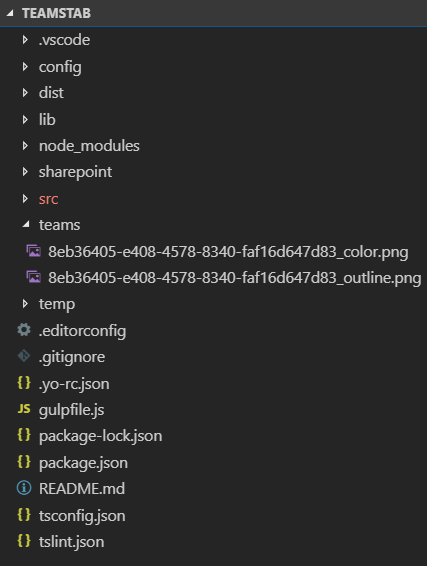 TEAMSTAB
.vscode
config
dist
lib
node_modules
sharepoint
src
teams
8eb36405-e408-4578-8340-faf16d647d83_color.png
8eb36405-e408-4578-8340-faf16d647d83_outline.png
temp
.editorconfig
.gitignore
{ } .yo-rc.json
JS gulpfile.js
{ } package-lock.json
{ } package.json
README.md
{ } tsconfig.json
{ } tslint.json